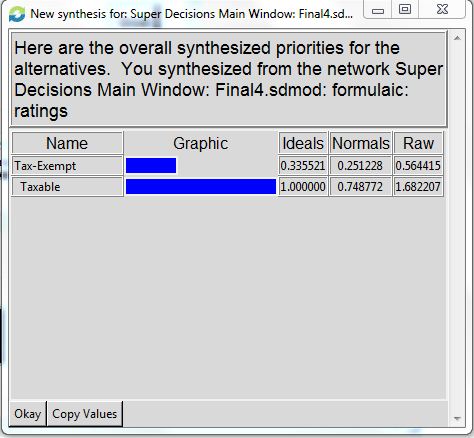 New synthesis for: Super Decisions Main Window: Final4.sd...
Here are the overall synthesized priorities for the
alternatives.  You synthesized from the network Super
Decisions Main Window: Final4.sdmod: formulaic:
ratings
Name Graphic Ideals Normals Raw
Tax-Exempt 0.335521 0.251228 0.564415
Taxable 1.000000 0.748772 1.682207
Okay Copy Values